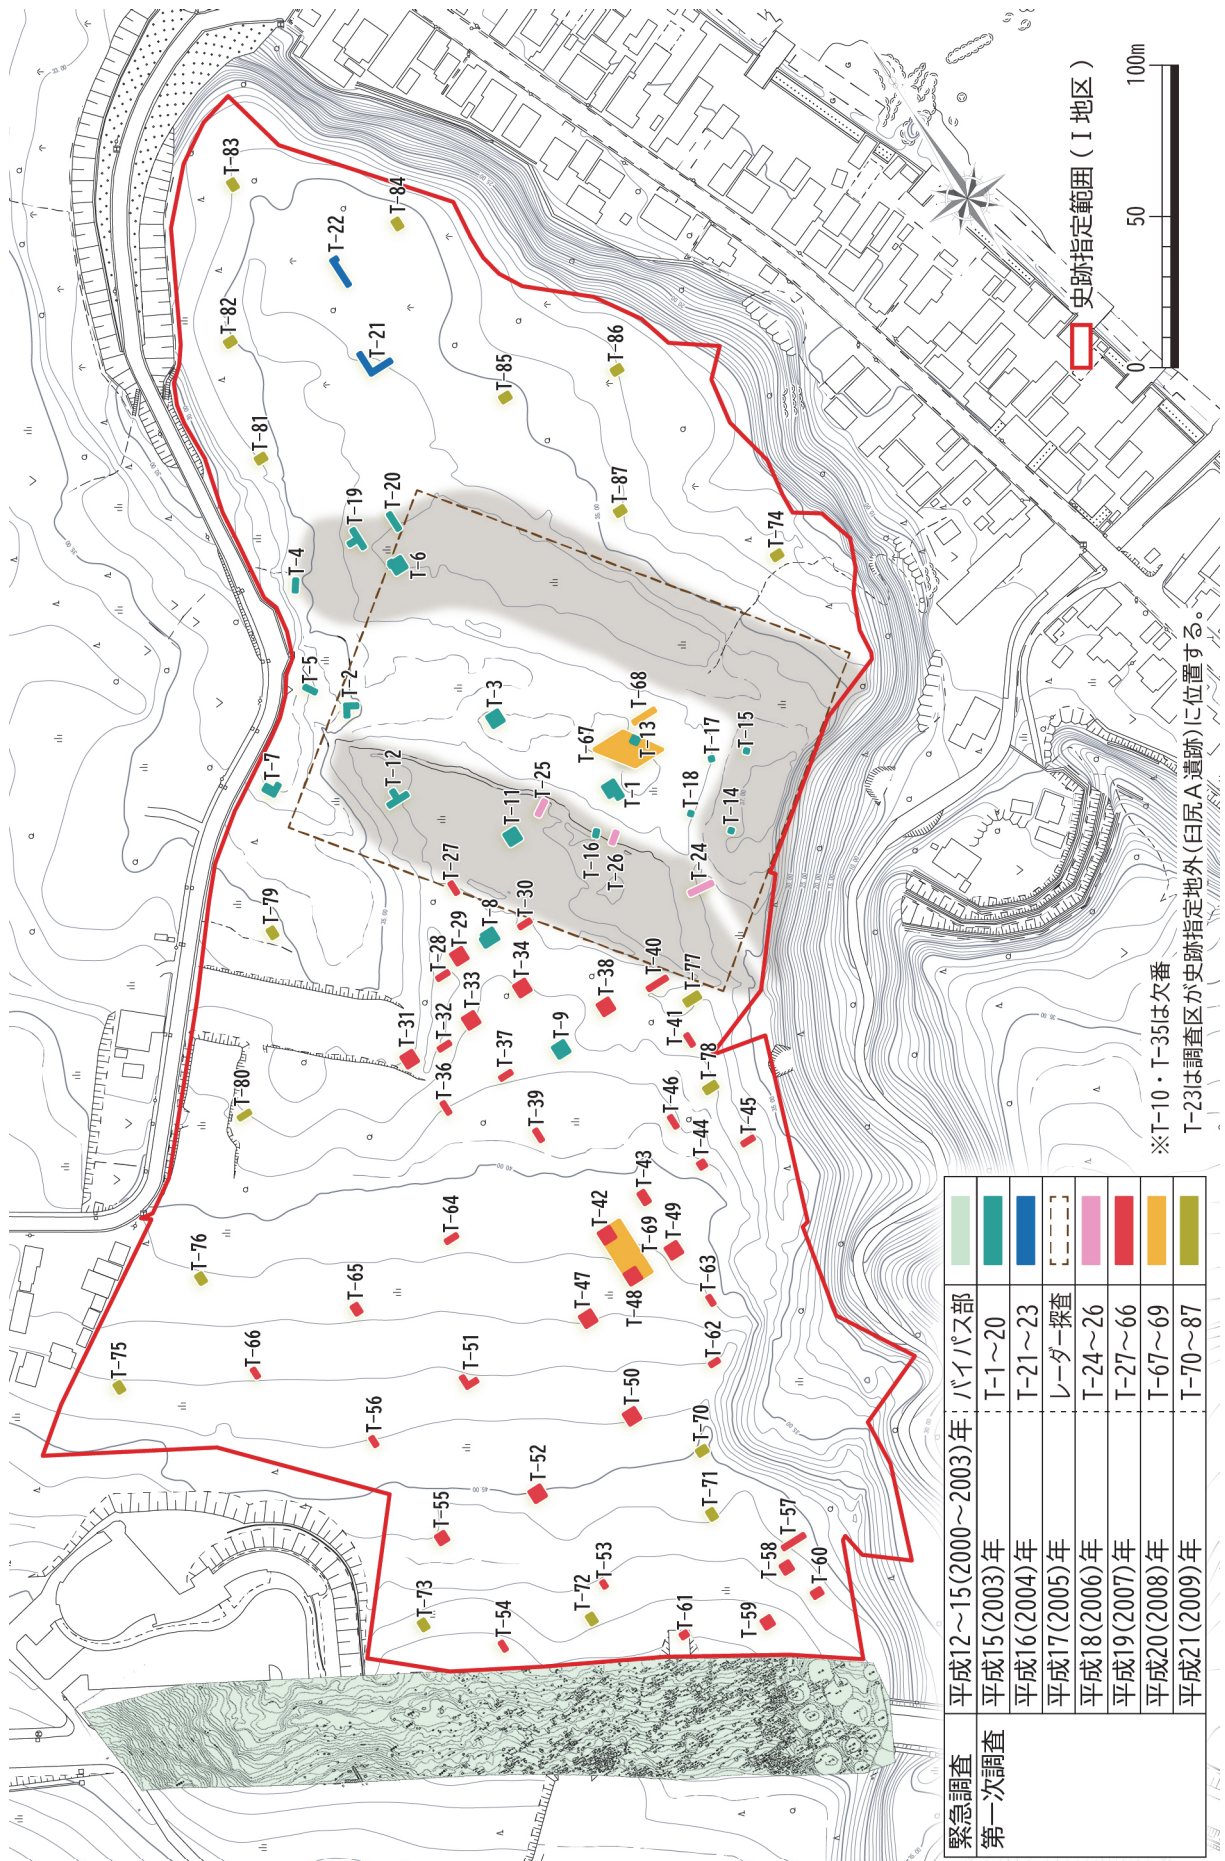 T-83
T-84
T-22
T-82
T-21
T-86
T-85
T-81
T-87
T-20
T-19
T-74
T-6
T-4
T-5
T-2
T-3
T-68
T-13
T-67
T-17
T-15
T-7
T-12
T-1
T-25
T-18
T-14
T-11
T-16
T-26
T-24
T-27
T-30
T-8
T-29
T-28
T-79
T-34
T-33
T-38
T-40
T-77
T-32
T-31
T-9
T-41
T-37
T-36
T-78
T-80
T-39
T-46
T-44
T-45
T-43
T-42
T-64
T-69
T-49
T-76
T-63
T-65
T-47
T-48
T-62
T-66
T-51
T-75
T-50
T-56
T-70
T-52
T-71
T-55
T-57
T-58
T-60
T-53
T-72
T-73
T-59
T-61
T-54
史跡指定範囲(Ⅰ地区)
0
50
100m
※T-10・T-35は欠番
T-23は調査区が史跡指定地外(臼尻A遺跡)に位置する。
緊急調査 平成12～15(2000～2003)年 バイパス部
第一次調査 平成15(2003)年 T-1～20
平成16(2004)年 T-21～23
平成17(2005)年 レーダー探査
平成18(2006)年 T-24～26
平成19(2007)年 T-27～66
平成20(2008)年 T-67～69
平成21(2009)年 T-70～87